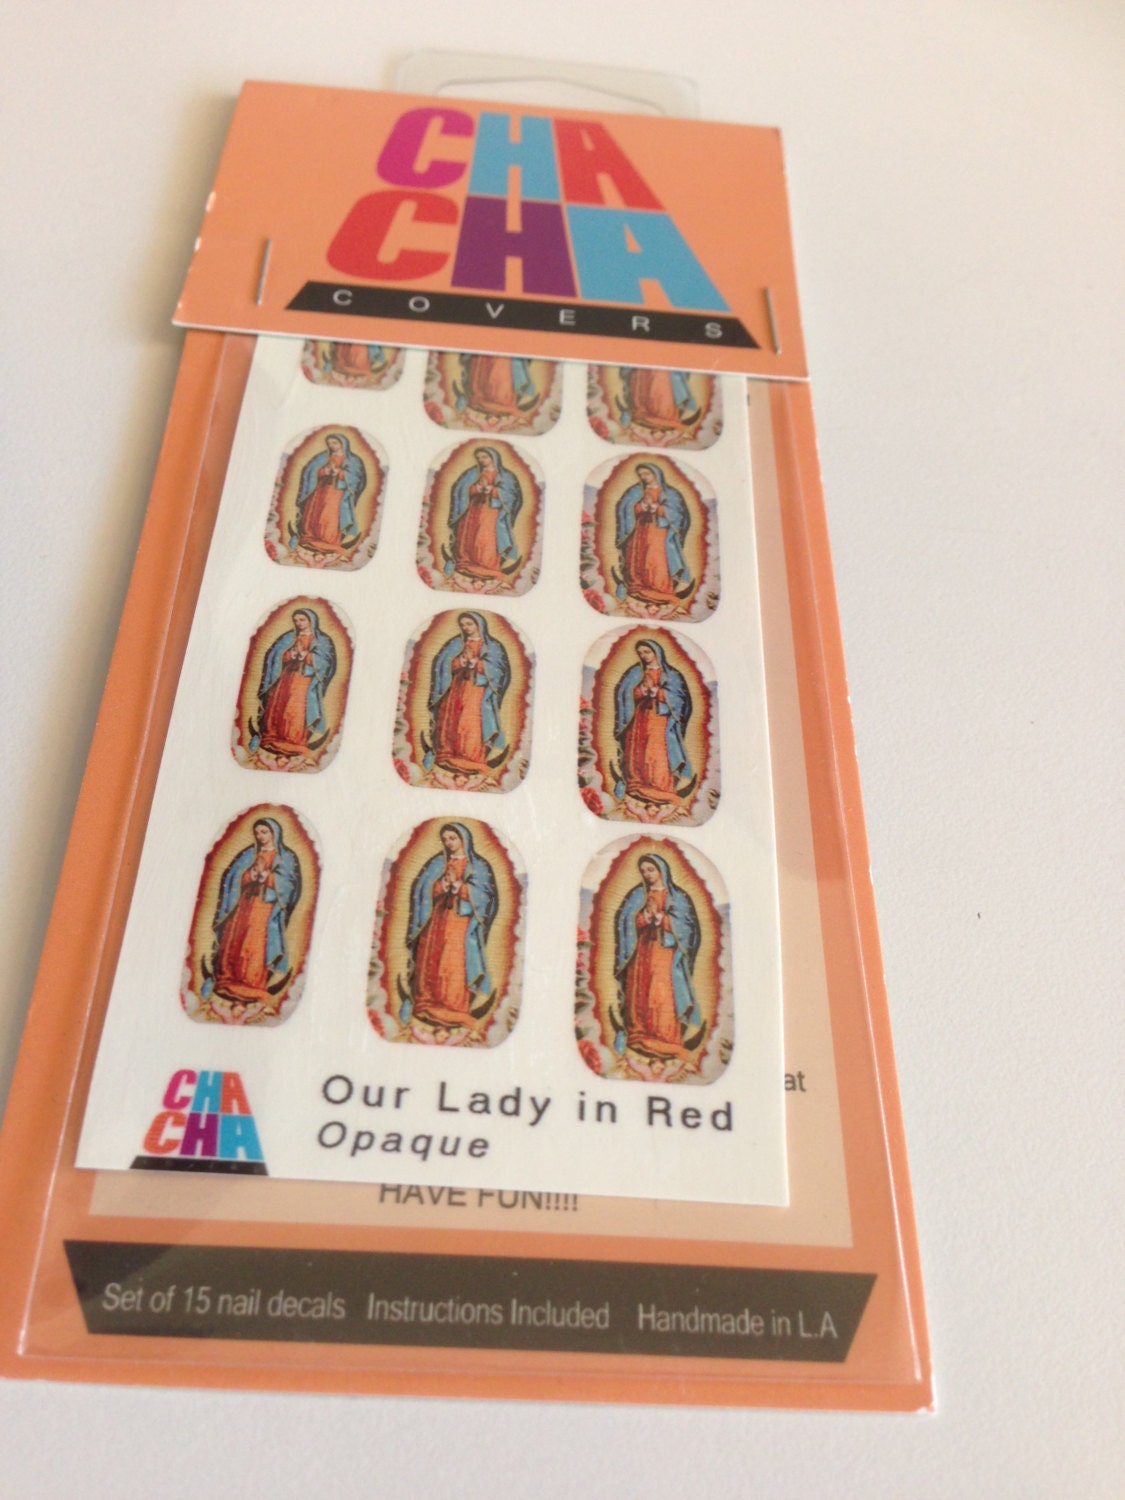 CHA
CHA
COVERS
Our Lady in Red
Opaque
CHA
CHA
at
HAVE FUN!!!!
Set of 15 nail decals Instructions Included Handmade in L.A